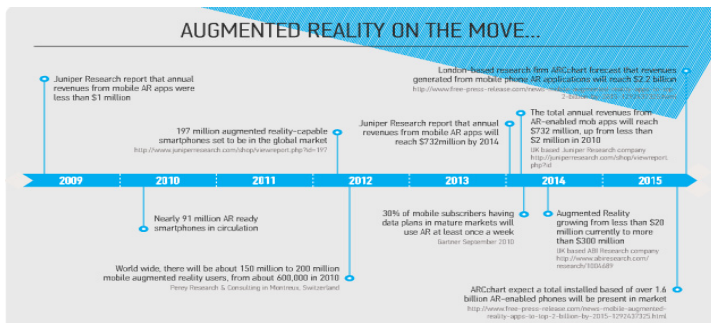 AUGMENTED REALITY ON THE MOVE...
Juniper Research report that annual
revenues from mobile AR apps were
less than $1 million
197 million augmented reality-capable
smartphones set to be in the global market
http://www.juniperresearch.com/shop/viewreport.php?id=197
Juniper Research report that annual
revenues from mobile AR apps will
reach $732million by 2014
London-based research firm ARCchart forecast that revenues
generated from mobile phone AR applications will reach $2.2 billion
The total annual revenues from
AR-enabled mob apps will reach
$732 million, up from less than
$2 million in 2010
UK based Juniper Research company
http://juniperresearch.com/shop/viewreport.
php?id
2009
2010
2011
2012
2013
2014
2015
Nearly 91 million AR ready
smartphones in circulation
World wide, there will be about 150 million to 200 million
mobile augmented reality users, from about 600,000 in 2010
Perey Research & Consulting in Montreux, Switzerland
30% of mobile subscribers having
data plans in mature markets will
use AR at least once a week
Gartner September 2010
Augmented Reality
growing from less than $20
million currently to more
than $300 million
UK based ABI Research company
http://www.abiresearch.com/
research/1004689
ARCchart expect a total installed based of over 1.6
billion AR-enabled phones will be present in market
http://www.free-press-release.com/news-mobile-augmented-
reality-apps-to-top-2-billion-by-2015-1292437325.html